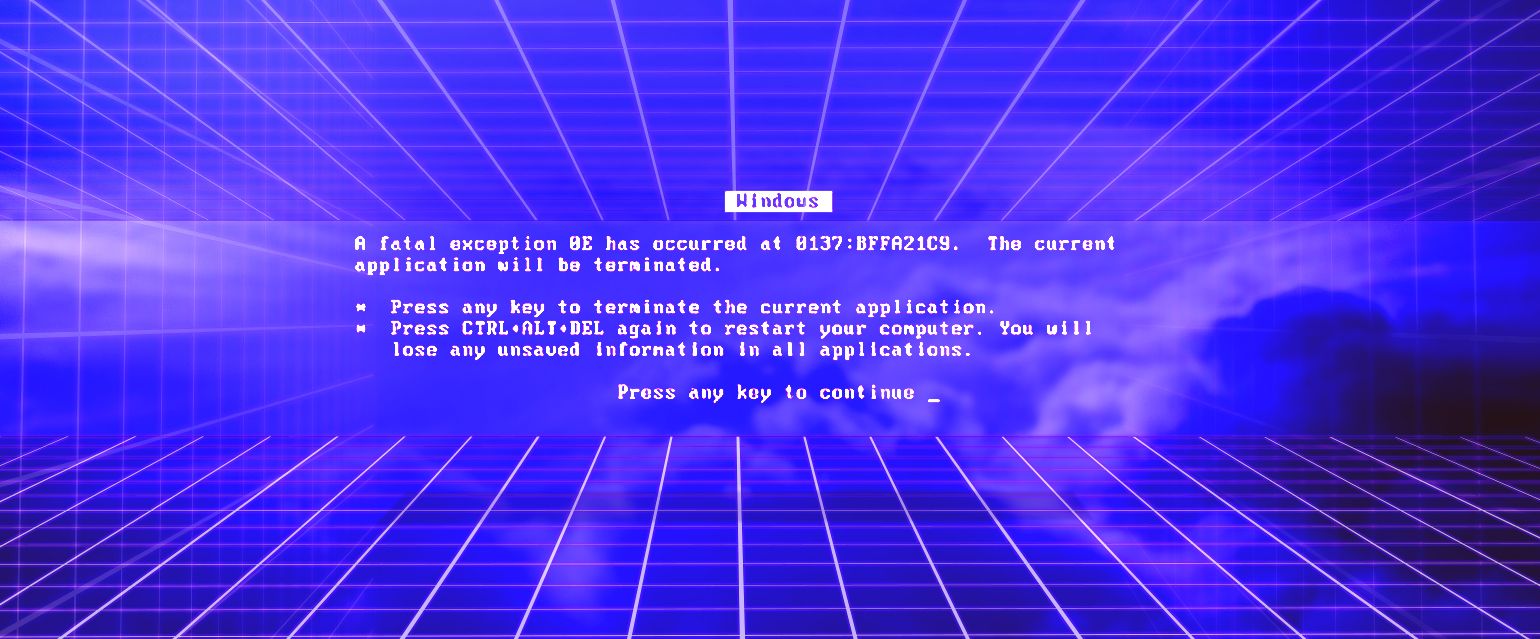 Windows
A fatal exception 0E has occurred at 0137:BFFA21C9.  The current
application will be terminated.
*  Press any key to terminate the current application.
*  Press CTRL+ALT+DEL again to restart your computer. You will
lose any unsaved information in all applications.
Press any key to continue _